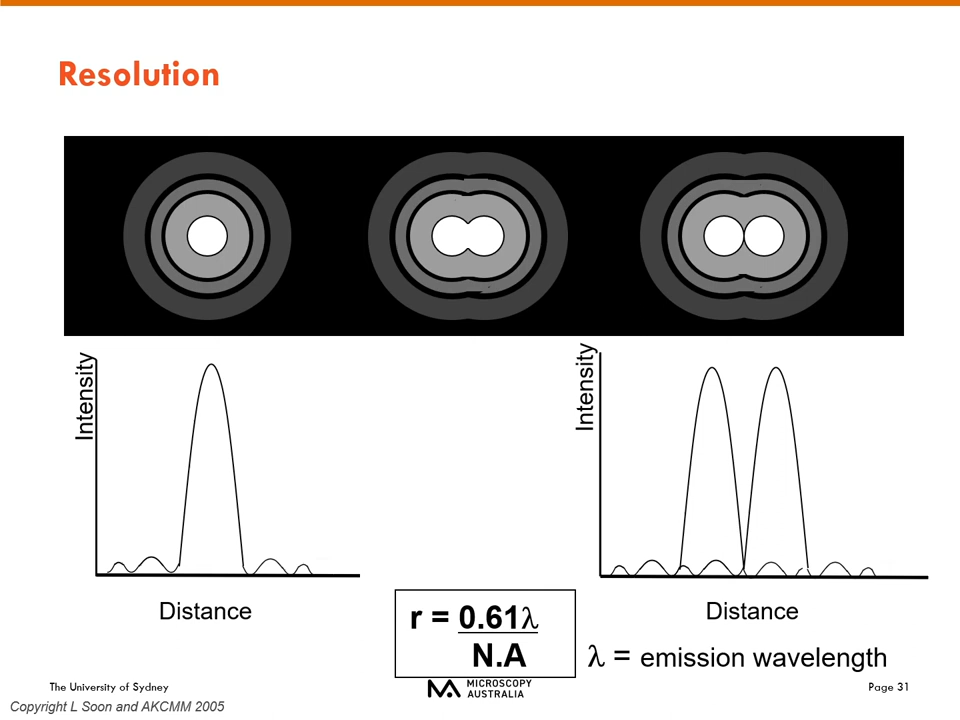 Resolution
Intensity
Intensity
Distance
Distance
r = 0.61λ
N.A
λ = emission wavelength
The University of Sydney
MICROSCOPY
AUSTRALIA
Page 31
Copyright L Soon and AKCMM 2005